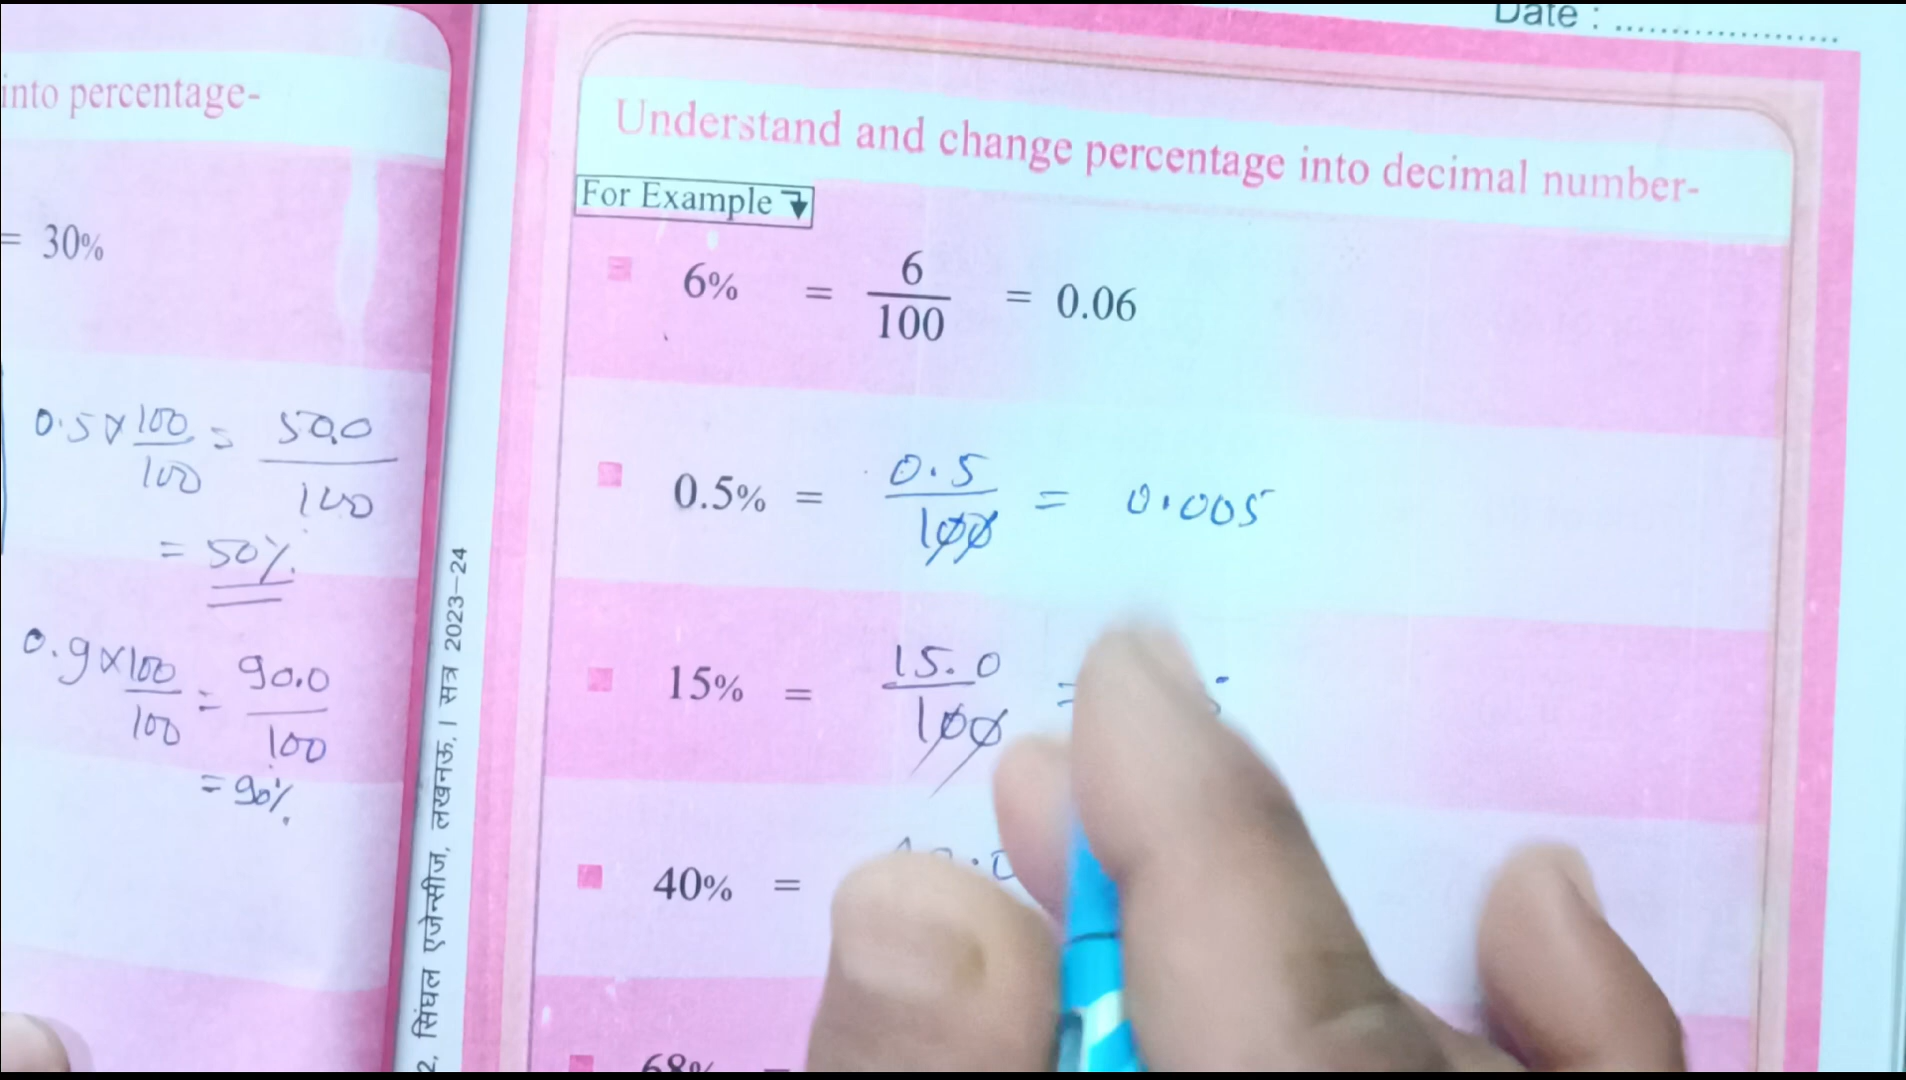 into percentage-
= 30%
0.5 × 100/100 = 50.0/100
= 50%
0.9 × 100/100 = 90.0/100
= 90%
2. सिंघल एजेन्सीज, लखनऊ, । सत्र 2023–24
Date : ....................
Understand and change percentage into decimal number-
For Example
6% = 6/100 = 0.06
0.5% = 0.5/100 = 0.005
15% = 15.0/100 =
40% =
68%